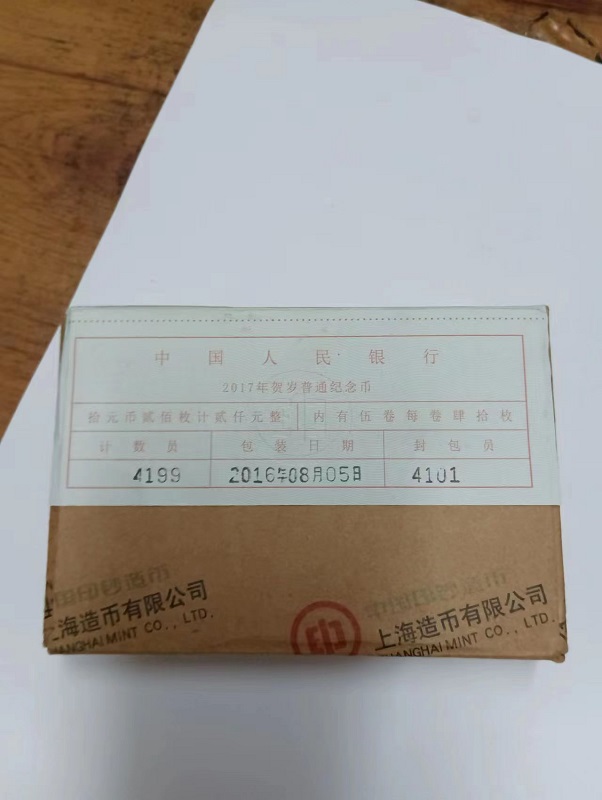 中国人民银行
2017年贺岁普通纪念币
拾元币贰佰枚计贰仟元整 内有伍卷每卷肆拾枚
计数员 包装日期 封包员
4199 2016年08月05日 4101
中国印钞造币 中国印钞造币
上海造币有限公司 印 上海造币有限公司
SHANGHAI MINT CO., LTD. SHANGHAI MINT CO., LTD.